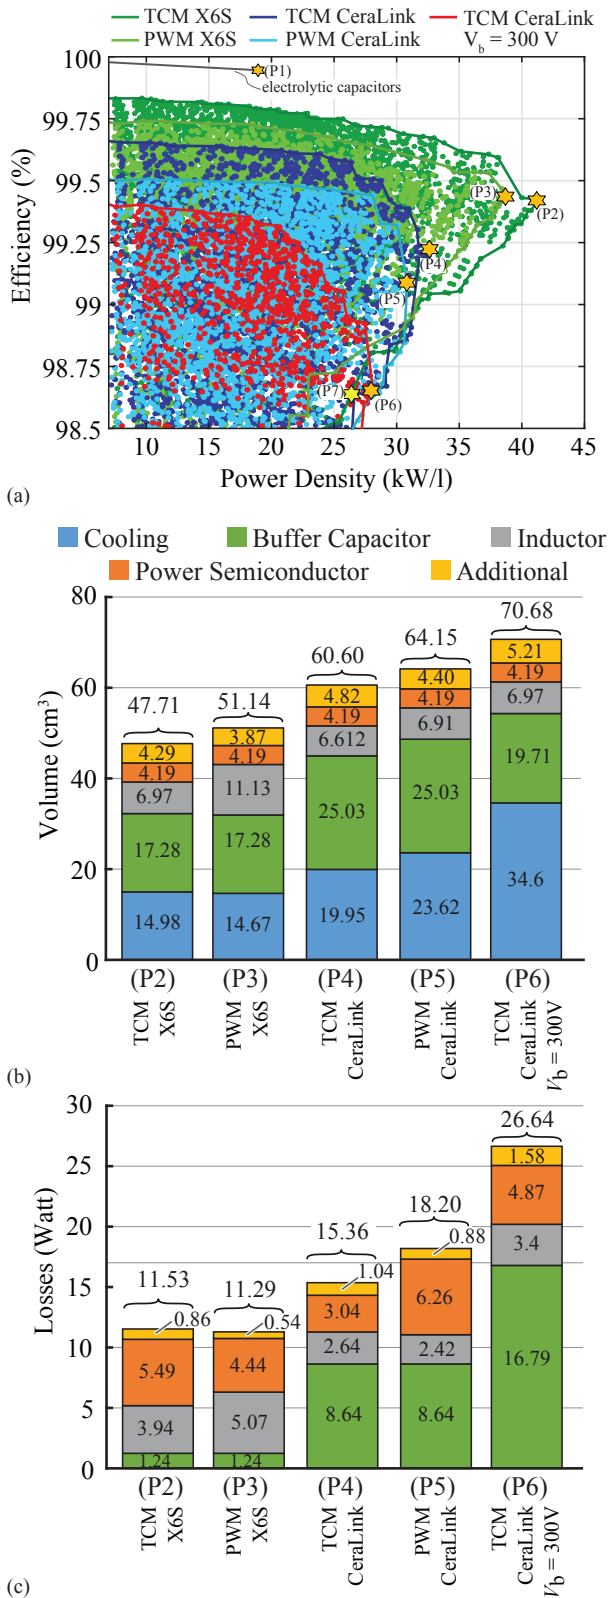 TCM X6S TCM CeraLink TCM CeraLink
PWM X6S PWM CeraLink V_b = 300 V
100
(P1)
electrolytic capacitors
99.75
99.5
(P3)
(P2)
99.25
(P4)
(P5)
99
98.75
(P7)
(P6)
98.5
Efficiency (%)
10 15 20 25 30 35 40 45
Power Density (kW/l)
(a)
Cooling Buffer Capacitor Inductor
Power Semiconductor Additional
80
70.68
64.15
60.60
5.21
4.40
4.19
60
51.14
47.71
4.82
4.19
6.97
4.19
6.91
3.87
6.612
4.29
4.19
19.71
4.19
40
11.13
6.97
25.03
25.03
17.28
17.28
20
34.6
23.62
19.95
14.98
14.67
0
Volume (cm³)
(P2) (P3) (P4) (P5) (P6)
TCM
X6S
PWM
X6S
TCM
CeraLink
PWM
CeraLink
TCM
CeraLink
V_b = 300V
(b)
30
26.64
1.58
25
4.87
18.20
20
15.36
0.88
3.4
11.53
11.29
1.04
15
0.86
0.54
3.04
6.26
10
5.49
4.44
2.64
2.42
16.79
5
3.94
5.07
8.64
8.64
1.24
1.24
0
Losses (Watt)
(P2) (P3) (P4) (P5) (P6)
TCM
X6S
PWM
X6S
TCM
CeraLink
PWM
CeraLink
TCM
CeraLink
V_b = 300V
(c)